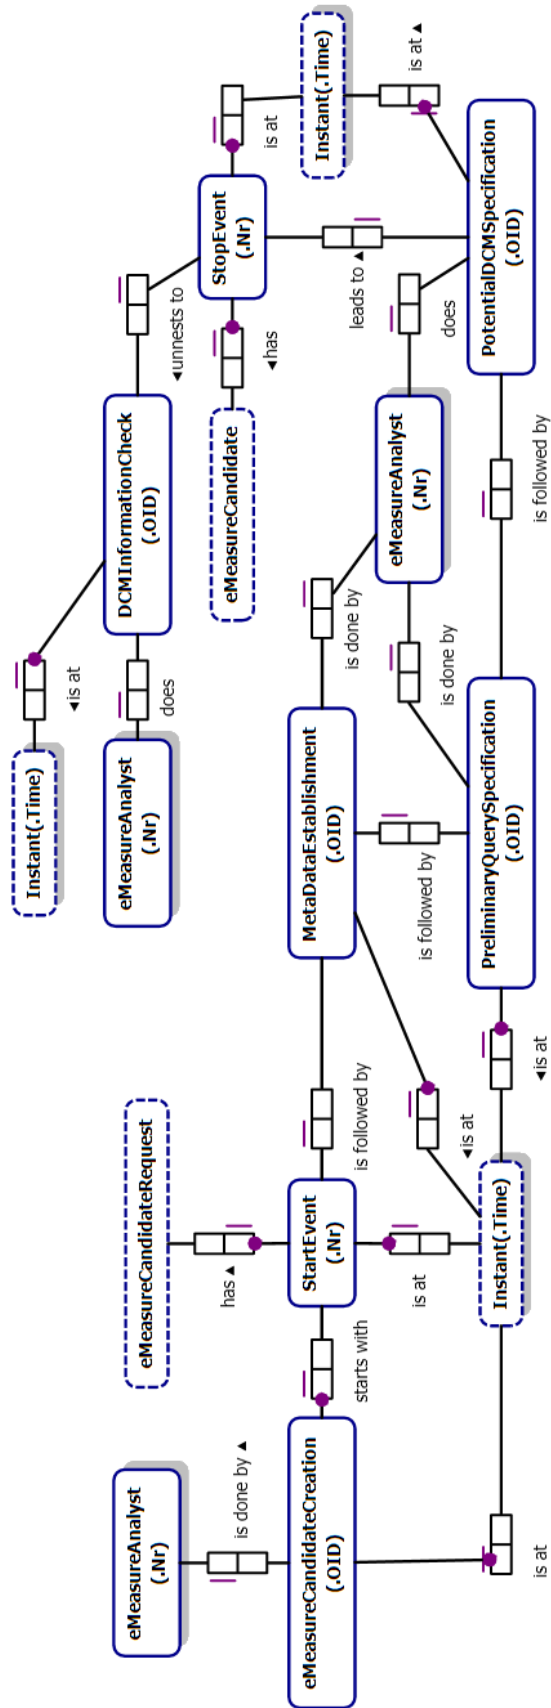 eMeasureAnalyst
(.Nr)
is done by ▲
eMeasureCandidateCreation
(.OID)
is at
starts with
eMeasureCandidateRequest
has ▲
StartEvent
(.Nr)
is at
Instant(.Time)
is followed by
◄is at
◄is at
MetaDataEstablishment
(.OID)
is followed by
PreliminaryQuerySpecification
(.OID)
is done by
is done by
eMeasureAnalyst
(.Nr)
is followed by
does
PotentialDCMSpecification
(.OID)
leads to ▲
is at ▲
Instant(.Time)
is at
StopEvent
(.Nr)
◄has
eMeasureCandidate
◄unnests to
DCMInformationCheck
(.OID)
does
eMeasureAnalyst
(.Nr)
◄is at
Instant(.Time)